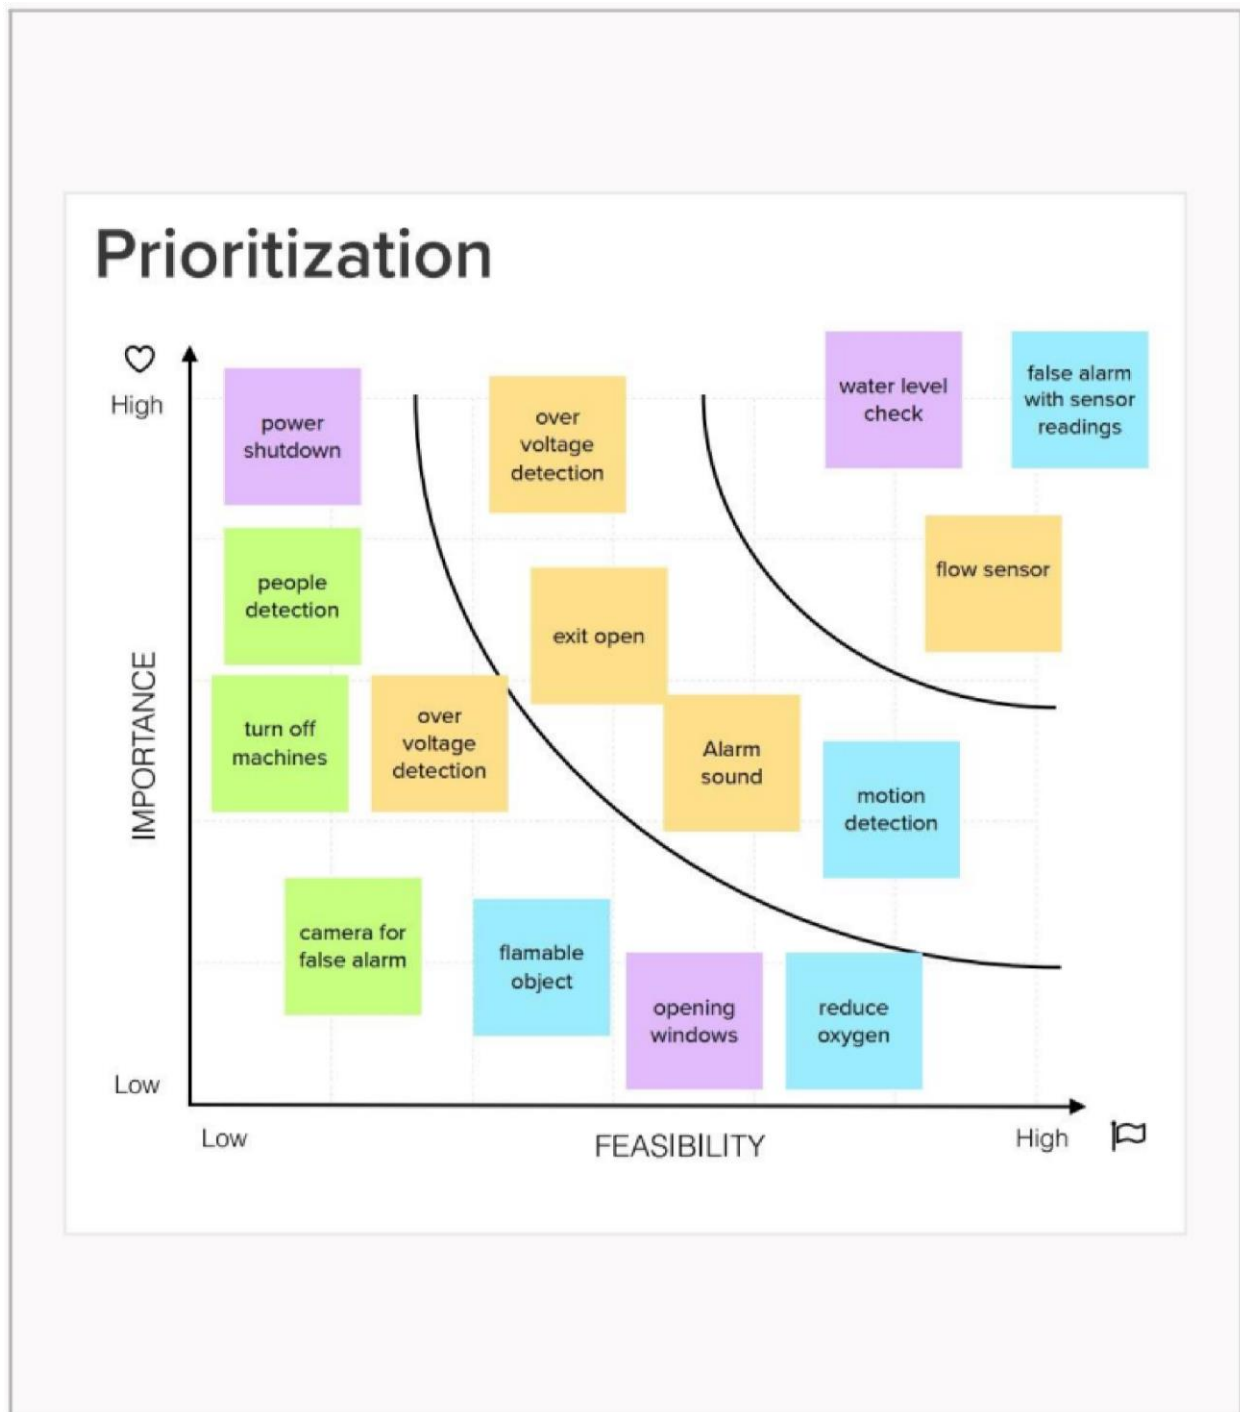 Prioritization
High
power
shutdown
over
voltage
detection
water level
check
false alarm
with sensor
readings
people
detection
exit open
flow sensor
IMPORTANCE
turn off
machines
over
voltage
detection
Alarm
sound
motion
detection
camera for
false alarm
flamable
object
opening
windows
reduce
oxygen
Low
Low
FEASIBILITY
High